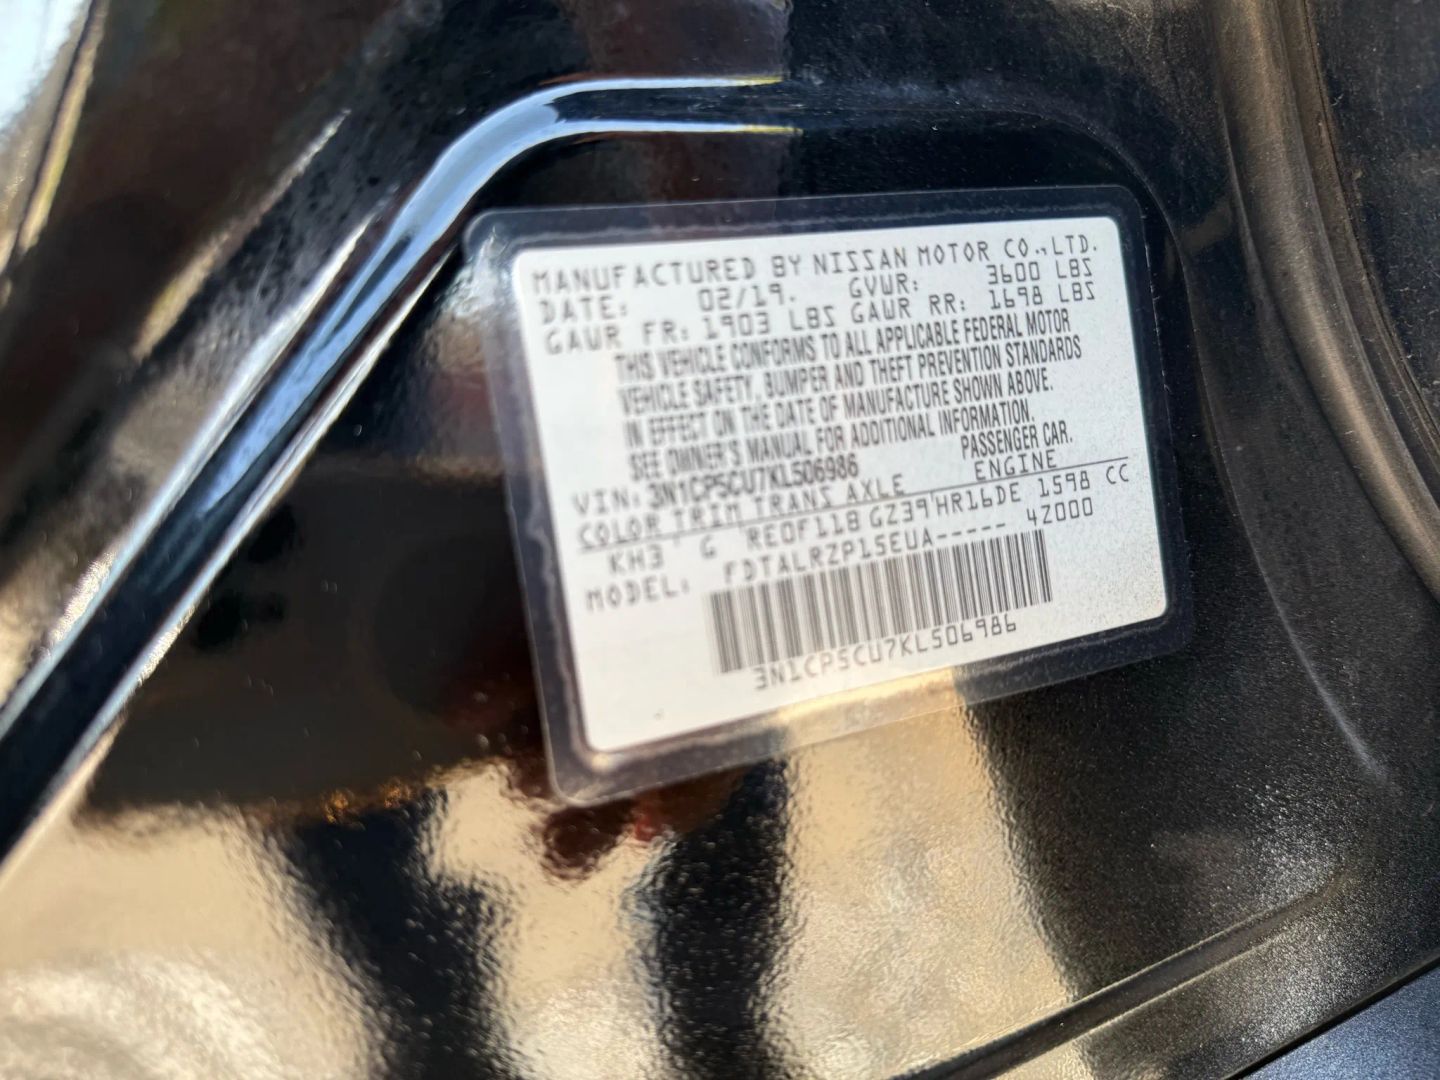 MANUFACTURED BY NISSAN MOTOR CO.,LTD.
DATE: 02/19. GVWR: 3600 LBS
GAWR FR: 1903 LBS GAWR RR: 1698 LBS
THIS VEHICLE CONFORMS TO ALL APPLICABLE FEDERAL MOTOR
VEHICLE SAFETY, BUMPER AND THEFT PREVENTION STANDARDS
IN EFFECT ON THE DATE OF MANUFACTURE SHOWN ABOVE.
SEE OWNER'S MANUAL FOR ADDITIONAL INFORMATION.
VIN: 3N1CP5CU7KL506986 PASSENGER CAR.
COLOR TRIM TRANS AXLE ENGINE
KH3 G RE0F11B GZ39 HR16DE 1598 CC
MODEL: FDTALRZP15EUA----- 4Z000
3N1CP5CU7KL506986